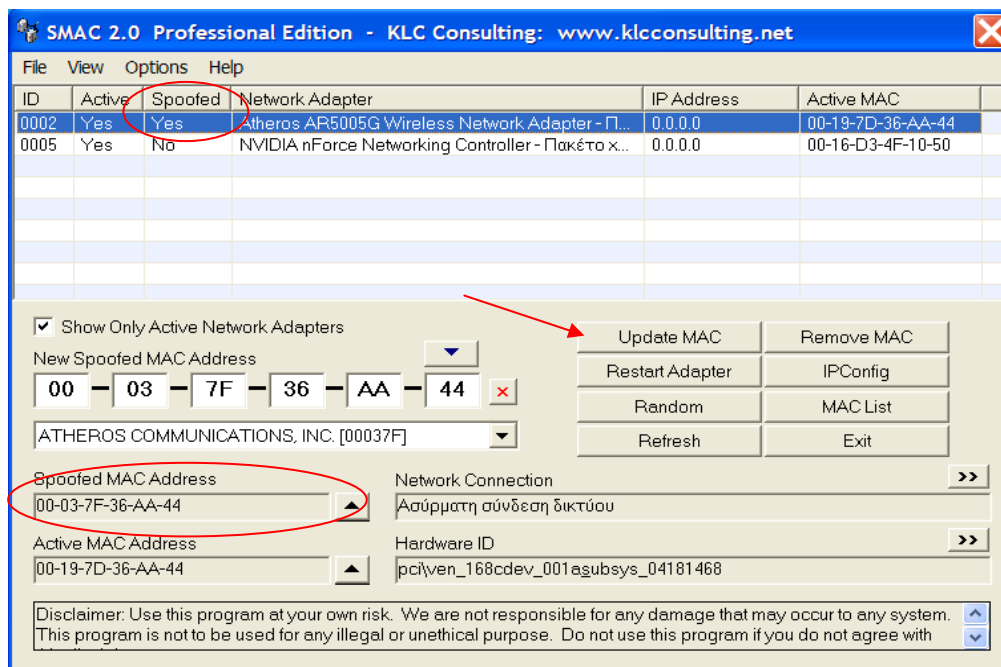 SMAC 2.0 Professional Edition - KLC Consulting: www.klcconsulting.net
File View Options Help
ID Active Spoofed Network Adapter IP Address Active MAC
0002 Yes Yes Atheros AR5005G Wireless Network Adapter - Π... 0.0.0.0 00-19-7D-36-AA-44
0005 Yes No NVIDIA nForce Networking Controller - Πακέτο χ... 0.0.0.0 00-16-D3-4F-10-50
Show Only Active Network Adapters
New Spoofed MAC Address
00 - 03 - 7F - 36 - AA - 44
ATHEROS COMMUNICATIONS, INC. [00037F]
Update MAC Remove MAC
Restart Adapter IPConfig
Random MAC List
Refresh Exit
Spoofed MAC Address
00-03-7F-36-AA-44
Network Connection >>
Ασύρματη σύνδεση δικτύου
Active MAC Address
00-19-7D-36-AA-44
Hardware ID >>
pci\ven_168cdev_001asubsys_04181468
Disclaimer: Use this program at your own risk. We are not responsible for any damage that may occur to any system.
This program is not to be used for any illegal or unethical purpose. Do not use this program if you do not agree with